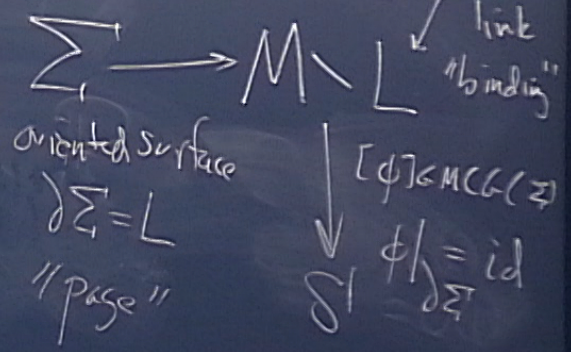 link
"binding"
Σ → M \ L
oriented surface
∂Σ = L
"page"
[ϕ] ∈ MCG(Σ)
ϕ|∂Σ = id
S¹